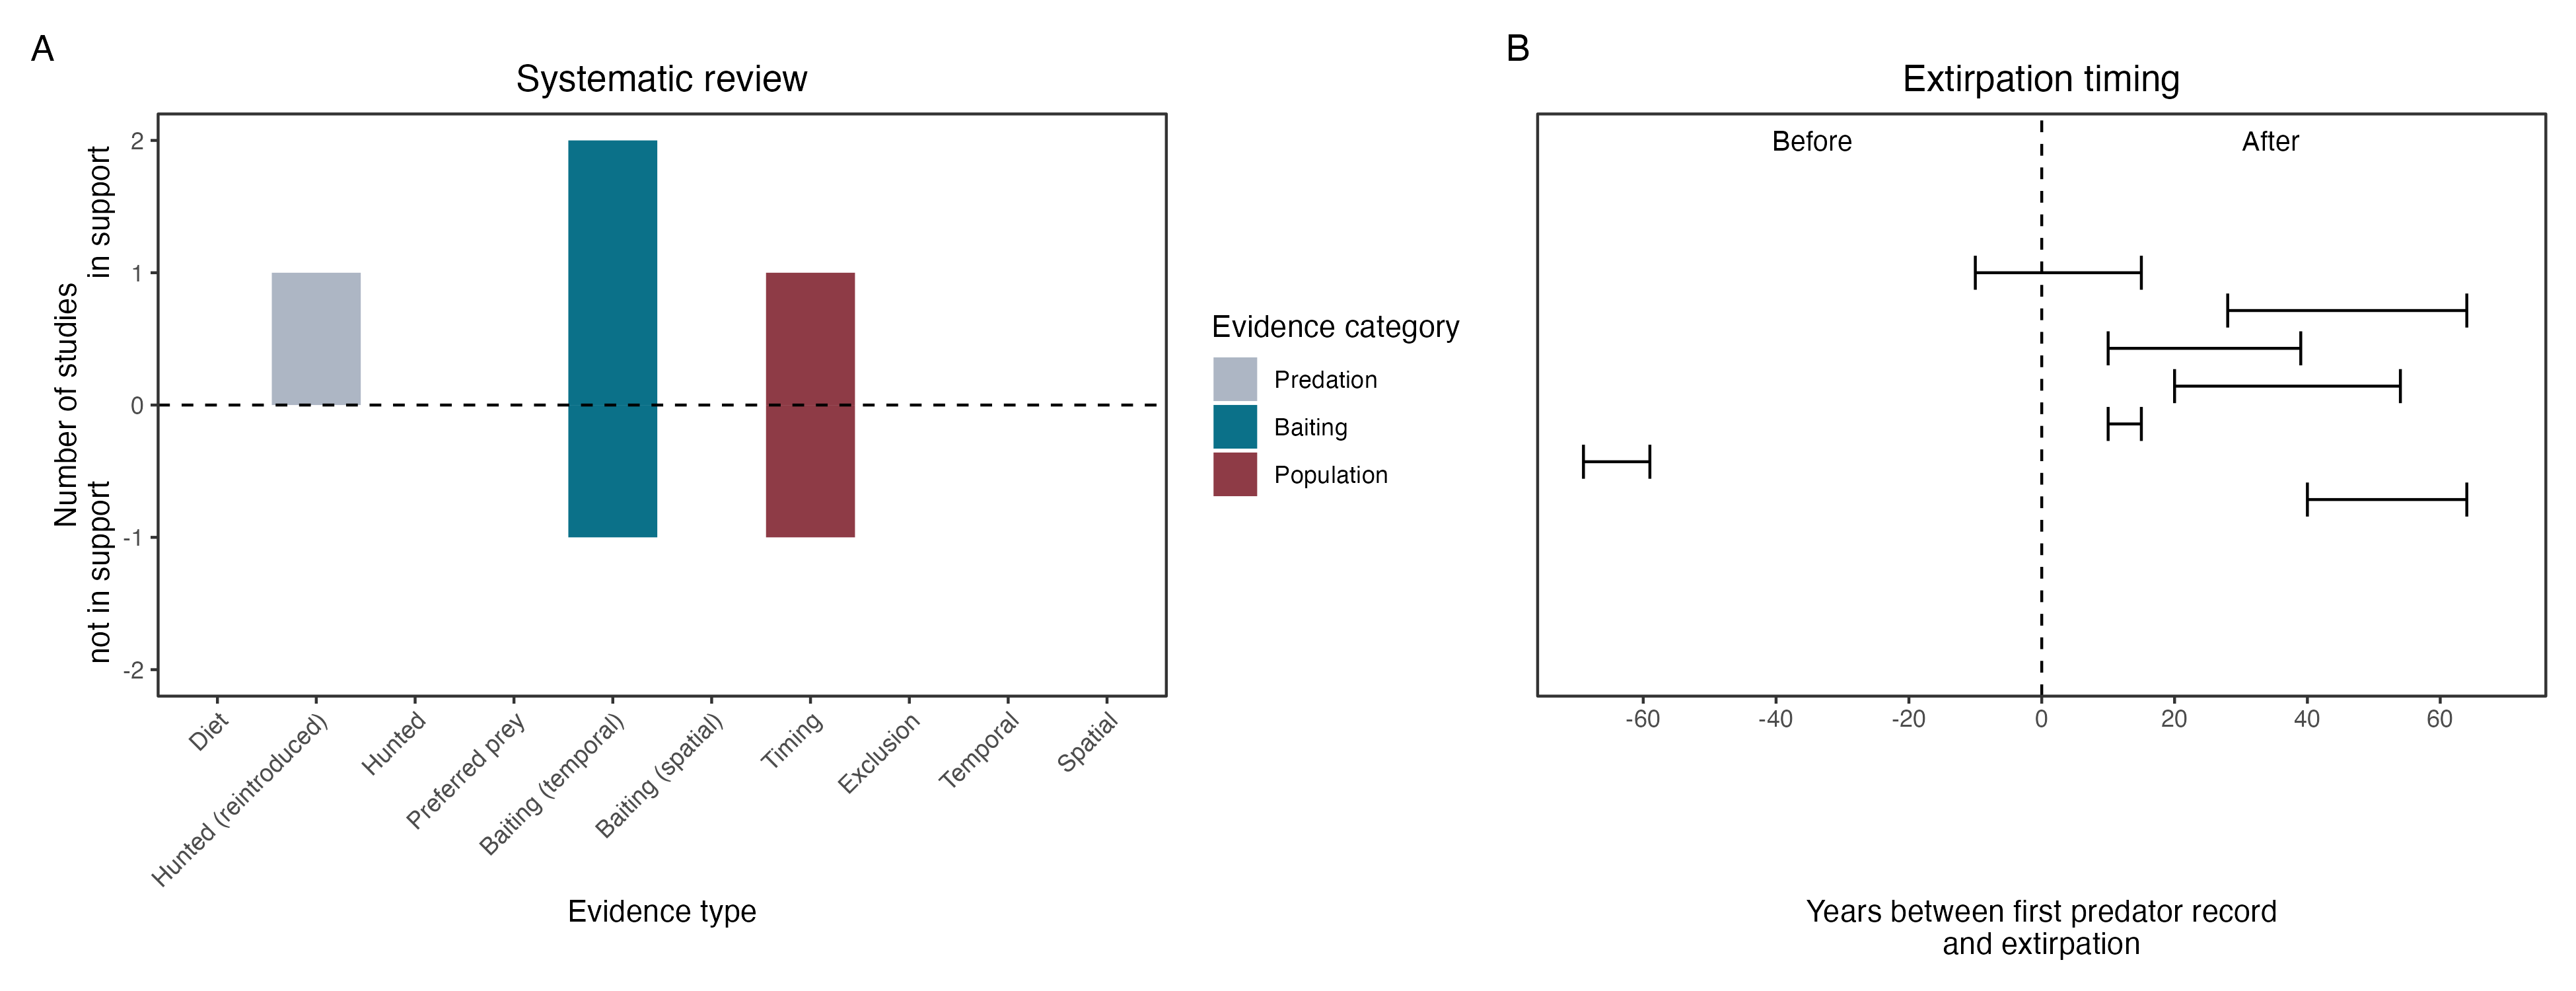 A
Systematic review
Number of studies
in support
not in support
2
1
0
-1
-2
Diet
Hunted (reintroduced)
Hunted
Preferred prey
Baiting (temporal)
Baiting (spatial)
Timing
Exclusion
Temporal
Spatial
Evidence type
Evidence category
Predation
Baiting
Population
B
Extirpation timing
Before
After
-60
-40
-20
0
20
40
60
Years between first predator record
and extirpation